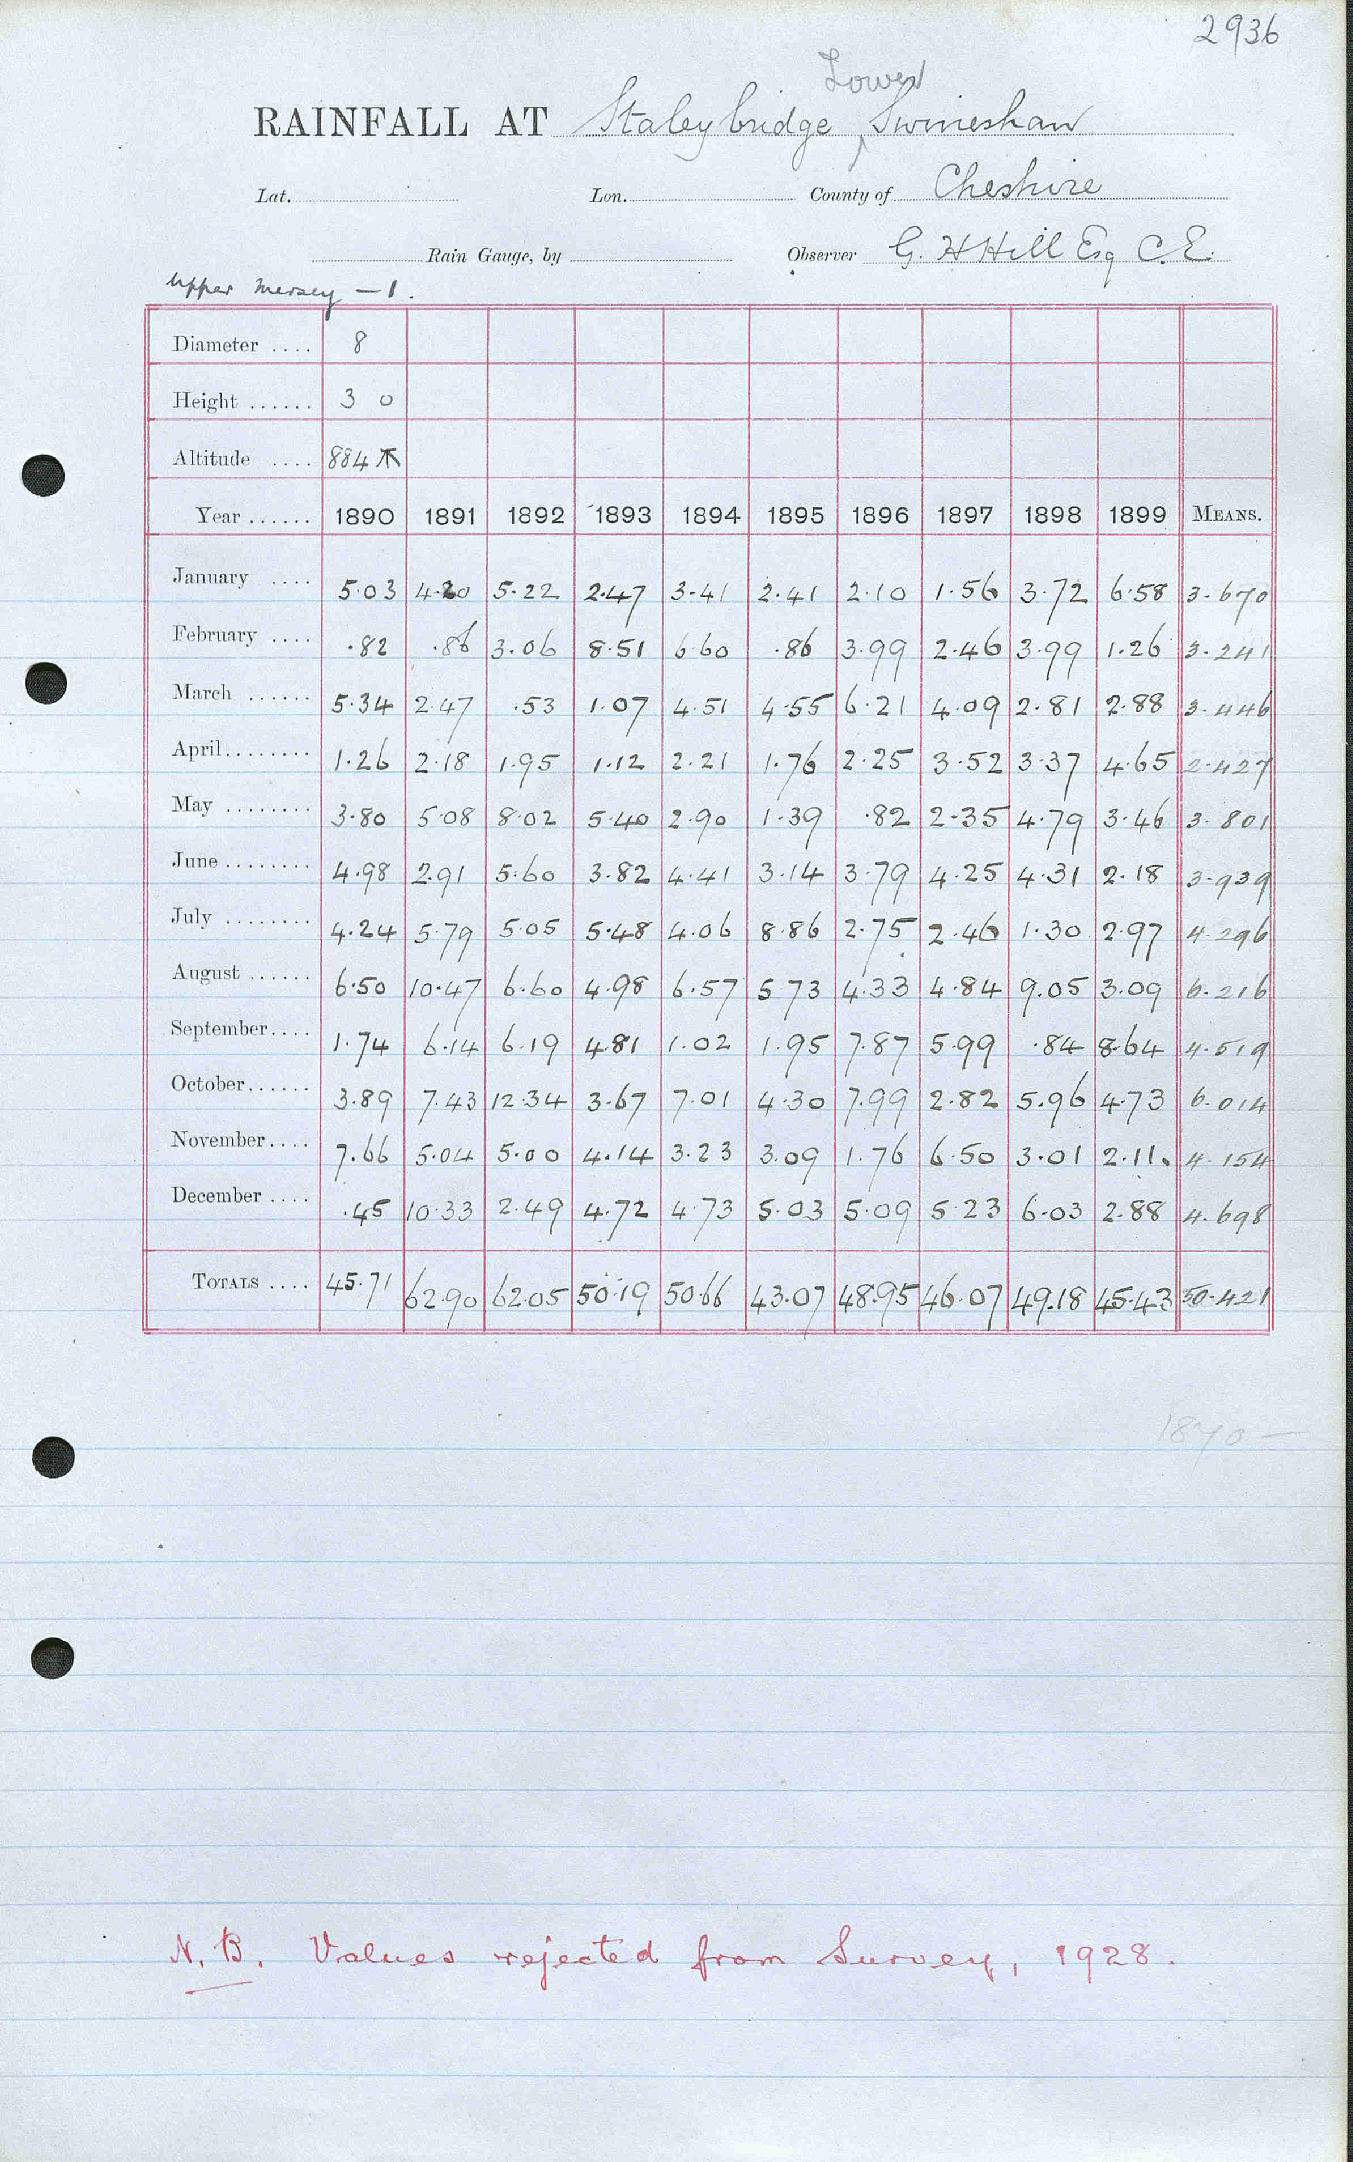 2936
Lower
RAINFALL AT Staleybridge Swineshaw
Lat. Lon. County of Cheshire
Rain Gauge, by Observer G. H Hill Esq C.E.
Upper Mersey — 1.
Diameter .... 8
Height ...... 3 0
Altitude .... 884
Year ...... 1890 1891 1892 1893 1894 1895 1896 1897 1898 1899 MEANS.
January .... 5.03 4.20 5.22 2.47 3.41 2.41 2.10 1.56 3.72 6.58 3.670
February .... .82 .86 3.06 8.51 6.60 .86 3.99 2.46 3.99 1.26 3.241
March ...... 5.34 2.47 .53 1.07 4.51 4.55 6.21 4.09 2.81 2.88 3.446
April........ 1.26 2.18 1.95 1.12 2.21 1.76 2.25 3.52 3.37 4.65 2.427
May ........ 3.80 5.08 8.02 5.40 2.90 1.39 .82 2.35 4.79 3.46 3.801
June ........ 4.98 2.91 5.60 3.82 4.41 3.14 3.79 4.25 4.31 2.18 3.939
July ........ 4.24 5.79 5.05 5.48 4.06 8.86 2.75 2.46 1.30 2.97 4.296
August ...... 6.50 10.47 6.60 4.98 6.57 5 73 4.33 4.84 9.05 3.09 6.216
September.... 1.74 6.14 6.19 4.81 1.02 1.95 7.87 5.99 .84 8.64 4.519
October...... 3.89 7.43 12.34 3.67 7.01 4.30 7.99 2.82 5.96 4.73 6.014
November.... 7.66 5.04 5.00 4.14 3.23 3.09 1.76 6.50 3.01 2.11. 4.154
December .... .45 10.33 2.49 4.72 4.73 5.03 5.09 5.23 6.03 2.88 4.698
TOTALS .... 45.71 62.90 62.05 50.19 50.66 43.07 48.95 46.07 49.18 45.43 50.421
1870 —
N. B. Values rejected from Survey, 1928.